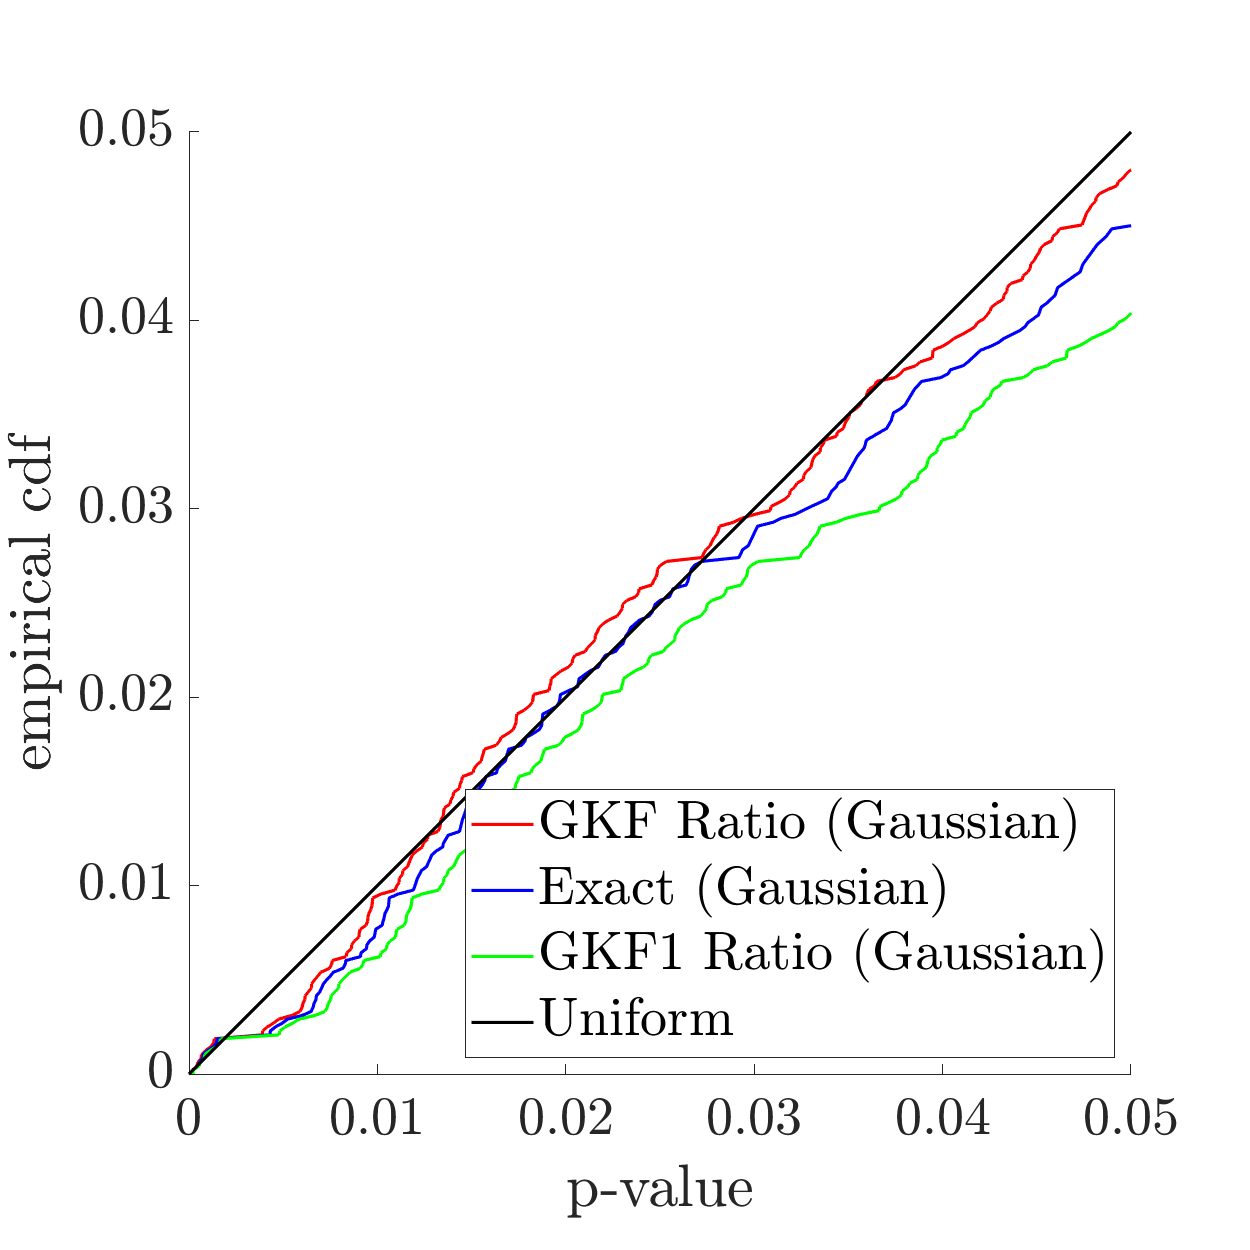 0.05
0.04
0.03
0.02
0.01
0
empirical cdf
GKF Ratio (Gaussian)
Exact (Gaussian)
GKF1 Ratio (Gaussian)
Uniform
0 0.01 0.02 0.03 0.04 0.05
p-value